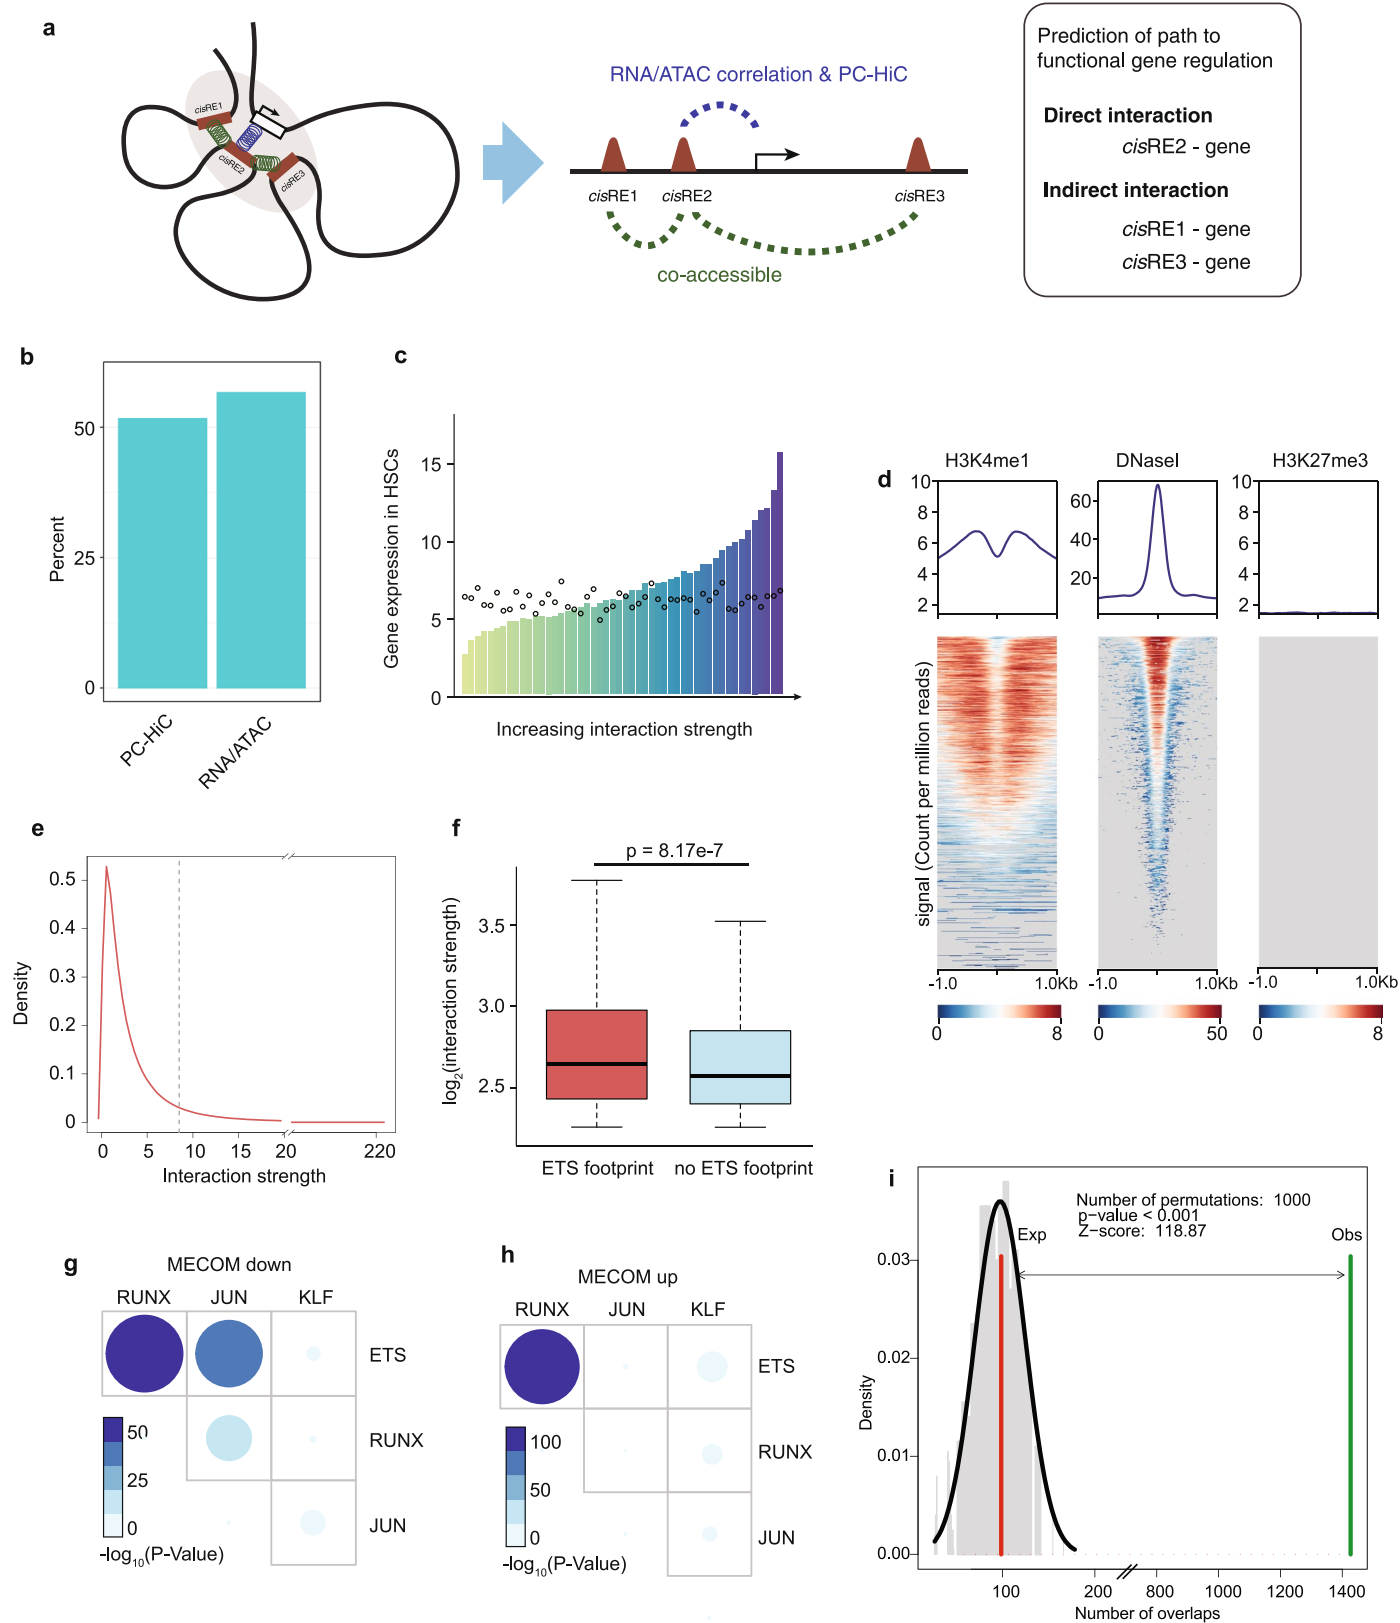 a
cisRE1
cisRE2
cisRE3
RNA/ATAC correlation & PC-HiC
cisRE1
cisRE2
cisRE3
co-accessible
Prediction of path to
functional gene regulation
Direct interaction
cisRE2 - gene
Indirect interaction
cisRE1 - gene
cisRE3 - gene
b
Percent
50
25
0
PC-HiC
RNA/ATAC
c
Gene expression in HSCs
15
10
5
0
Increasing interaction strength
d
H3K4me1
DNaseI
H3K27me3
10
8
6
4
2
60
40
20
10
8
6
4
2
signal (Count per million reads)
-1.0
1.0Kb
-1.0
1.0Kb
-1.0
1.0Kb
0
8
0
50
0
8
e
Density
0.5
0.4
0.3
0.2
0.1
0
0
5
10
15
20
220
Interaction strength
f
p = 8.17e-7
log2(interaction strength)
3.5
3.0
2.5
ETS footprint
no ETS footprint
g
MECOM down
RUNX
JUN
KLF
ETS
RUNX
JUN
50
25
0
-log10(P-Value)
h
MECOM up
RUNX
JUN
KLF
ETS
RUNX
JUN
100
50
0
-log10(P-Value)
i
Number of permutations: 1000
p-value < 0.001
Z-score: 118.87
Exp
Obs
Density
0.03
0.02
0.01
0.00
100
200
800
1000
1200
1400
Number of overlaps